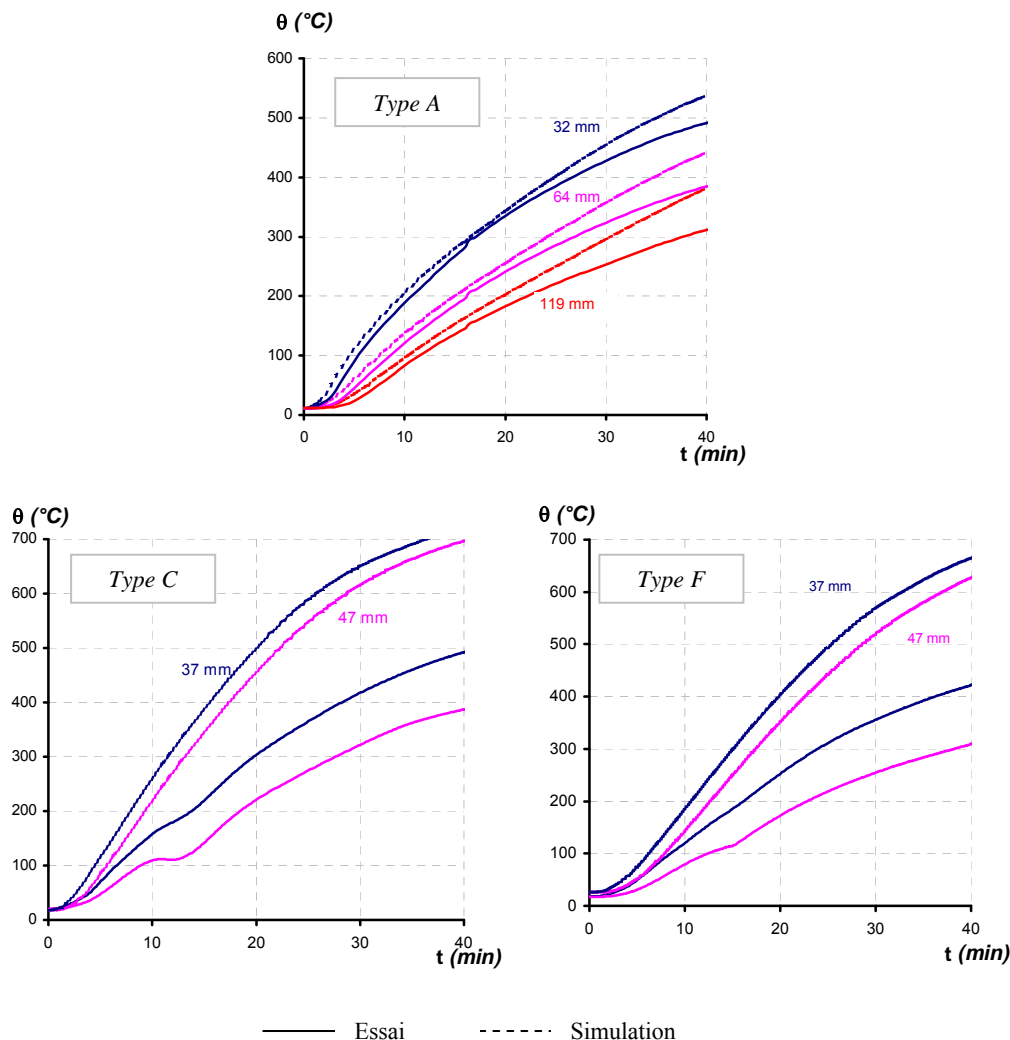 θ (°C)
600
500
400
300
200
100
0
Type A
32 mm
64 mm
119 mm
0 10 20 30 40
t (min)
θ (°C)
700
600
500
400
300
200
100
0
Type C
47 mm
37 mm
0 10 20 30 40
t (min)
θ (°C)
700
600
500
400
300
200
100
0
Type F
37 mm
47 mm
0 10 20 30 40
t (min)
Essai Simulation